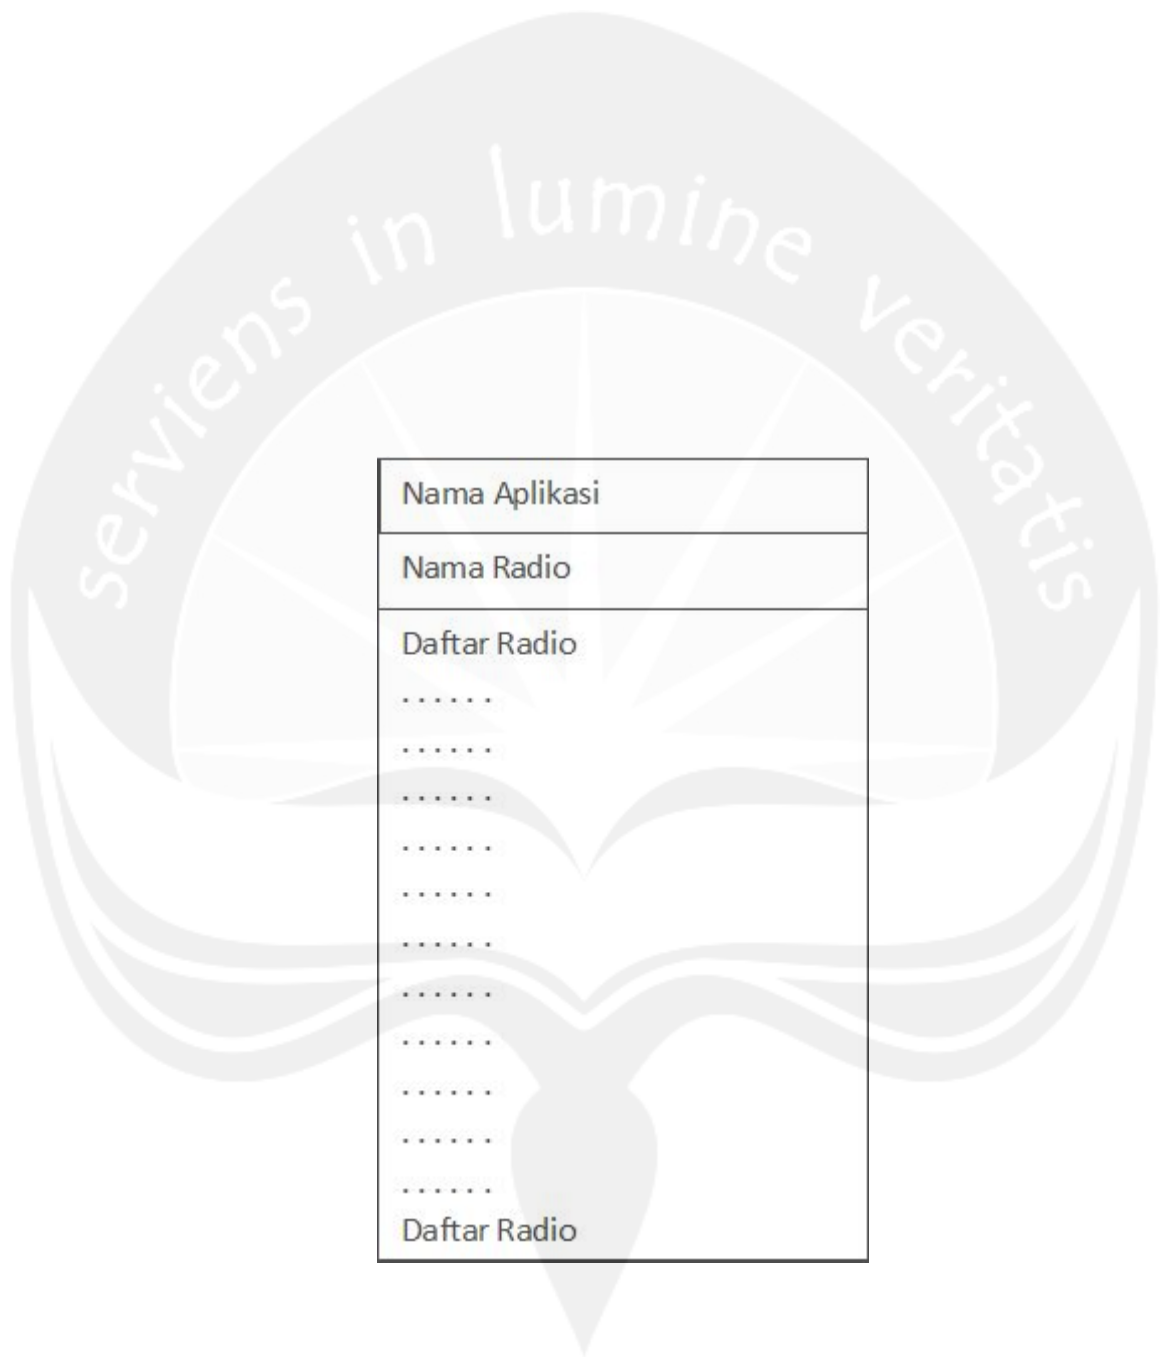 serviens in lumine veritatis
Nama Aplikasi
Nama Radio
Daftar Radio
. . . . . .
. . . . . .
. . . . . .
. . . . . .
. . . . . .
. . . . . .
. . . . . .
. . . . . .
. . . . . .
. . . . . .
. . . . . .
Daftar Radio